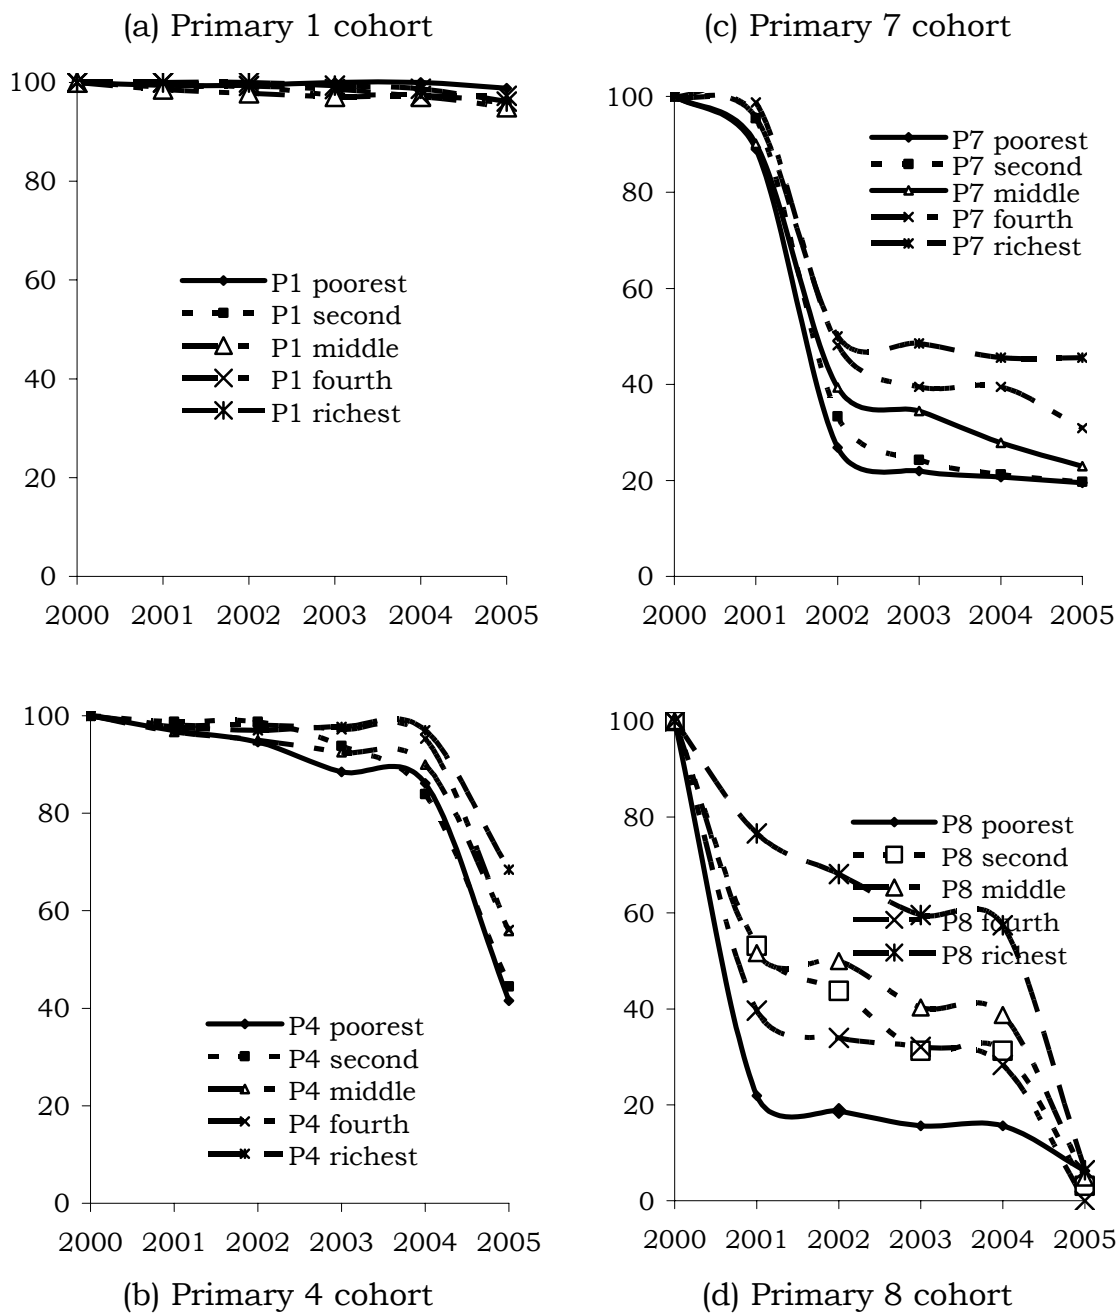 (a) Primary 1 cohort
100
80
60
40
20
0
P1 poorest
P1 second
P1 middle
P1 fourth
P1 richest
2000 2001 2002 2003 2004 2005
(c) Primary 7 cohort
100
80
60
40
20
0
P7 poorest
P7 second
P7 middle
P7 fourth
P7 richest
2000 2001 2002 2003 2004 2005
100
80
60
40
20
0
P4 poorest
P4 second
P4 middle
P4 fourth
P4 richest
2000 2001 2002 2003 2004 2005
(b) Primary 4 cohort
100
80
60
40
20
0
P8 poorest
P8 second
P8 middle
P8 fourth
P8 richest
2000 2001 2002 2003 2004 2005
(d) Primary 8 cohort